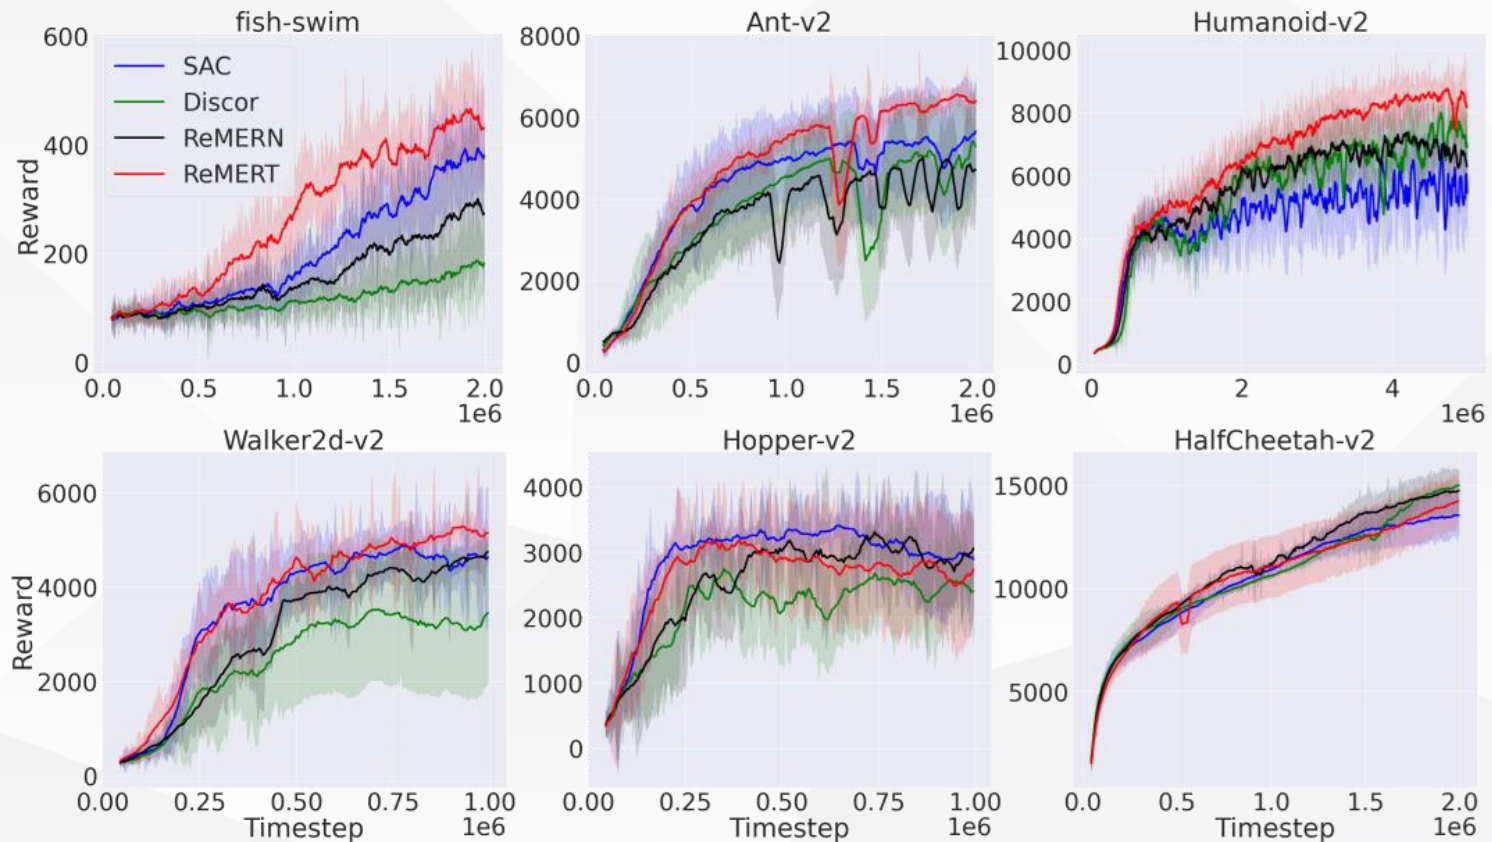 fish-swim
600
400
200
0
Reward
SAC
Discor
ReMERN
ReMERT
0.0 0.5 1.0 1.5 2.0
1e6
Ant-v2
8000
6000
4000
2000
0
0.0 0.5 1.0 1.5 2.0
1e6
Humanoid-v2
10000
8000
6000
4000
2000
0
0 2 4
1e6
Walker2d-v2
6000
4000
2000
0
Reward
0.00 0.25 0.50 0.75 1.00
Timestep 1e6
Hopper-v2
4000
3000
2000
1000
0
0.00 0.25 0.50 0.75 1.00
Timestep 1e6
HalfCheetah-v2
15000
10000
5000
0.0 0.5 1.0 1.5 2.0
Timestep 1e6